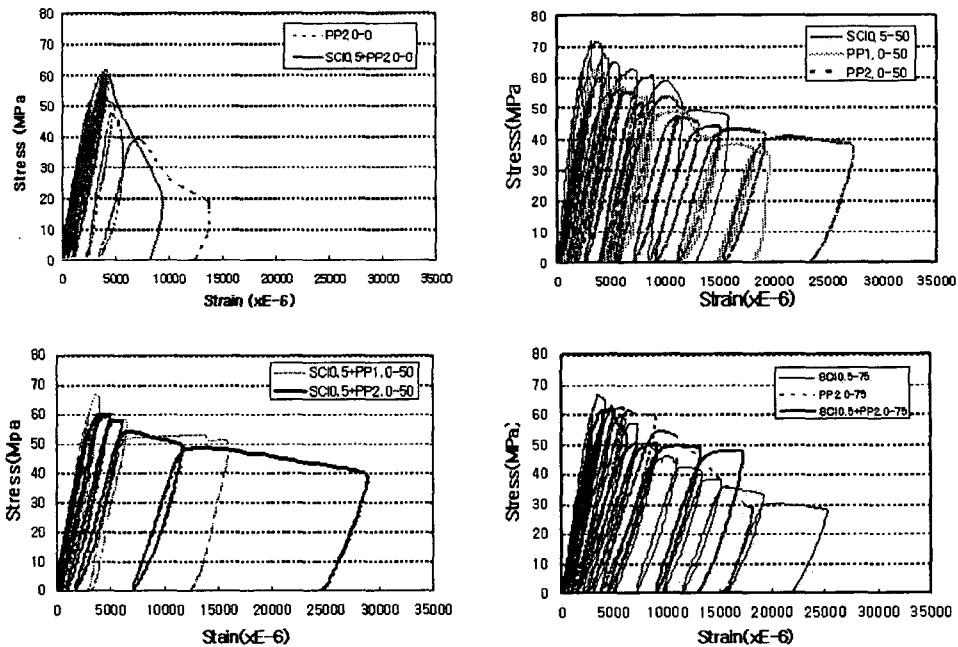 80
70
60
50
40
30
20
10
0
Stress (MPa)
PP2.0-0
SC10.5+PP2.0-0
0 5000 10000 15000 20000 25000 30000 35000
Strain (xE-6)
80
70
60
50
40
30
20
10
0
Stress(MPa)
SC10.5-50
PP1.0-50
PP2.0-50
0 5000 10000 15000 20000 25000 30000 35000
Strain(xE-6)
80
70
60
50
40
30
20
10
0
Stress(Mpa)
SC10.5+PP1.0-50
SC10.5+PP2.0-50
0 5000 10000 15000 20000 25000 30000 35000
Stain(xE-6)
80
70
60
50
40
30
20
10
0
Stress(MPa)
SC10.5-75
PP2.0-75
SC10.5+PP2.0-75
0 5000 10000 15000 20000 25000 30000 35000
Strain(xE-6)